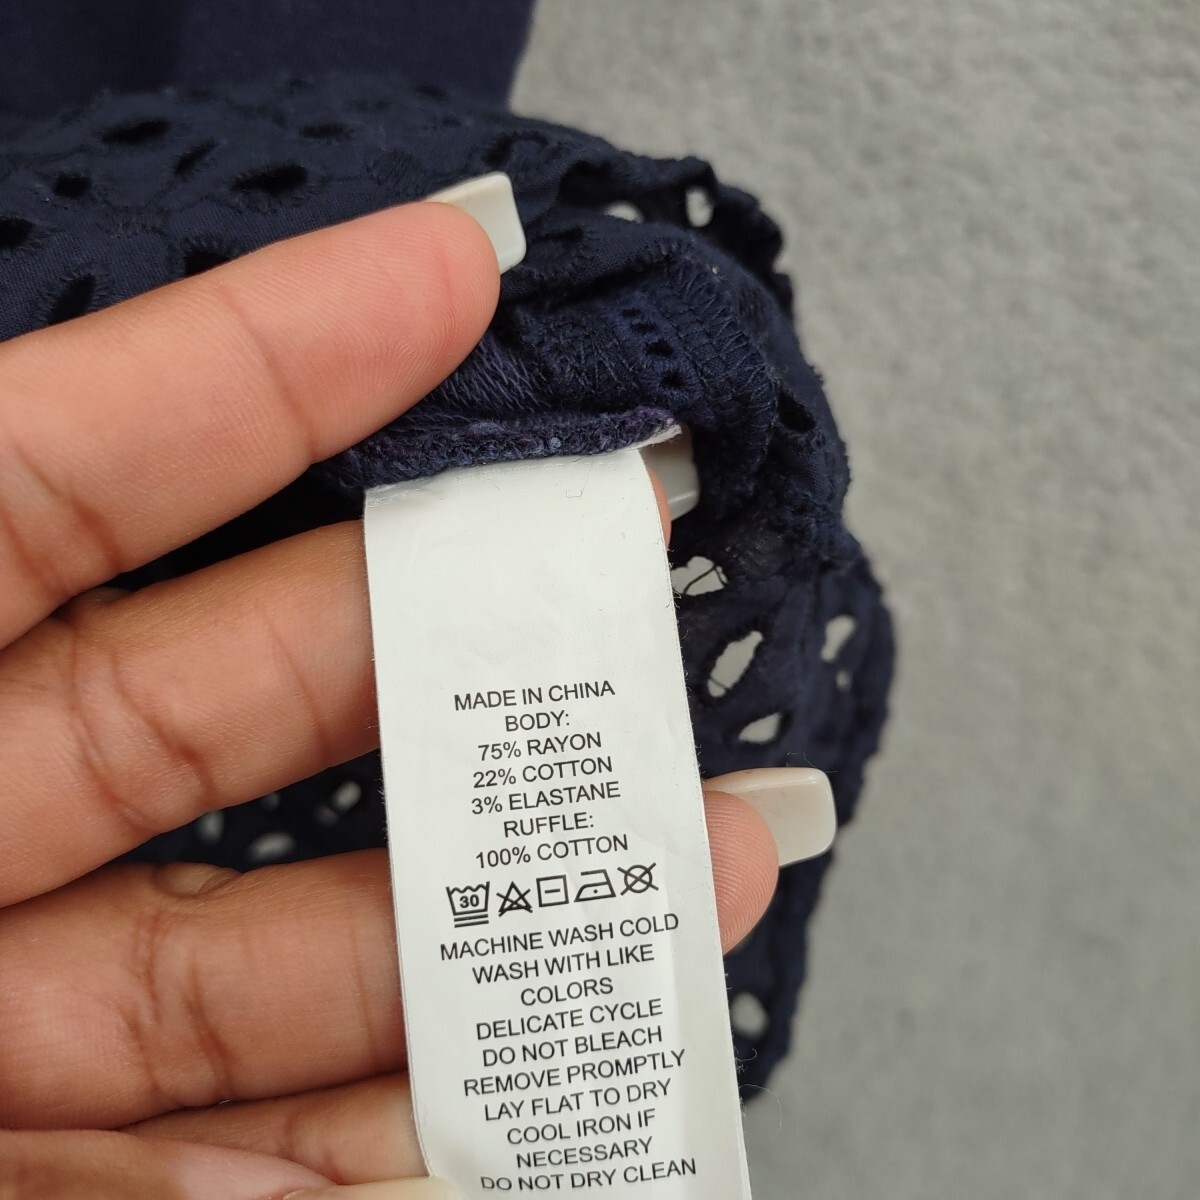 MADE IN CHINA
BODY:
75% RAYON
22% COTTON
3% ELASTANE
RUFFLE:
100% COTTON
30
MACHINE WASH COLD
WASH WITH LIKE
COLORS
DELICATE CYCLE
DO NOT BLEACH
REMOVE PROMPTLY
LAY FLAT TO DRY
COOL IRON IF
NECESSARY
DO NOT DRY CLEAN